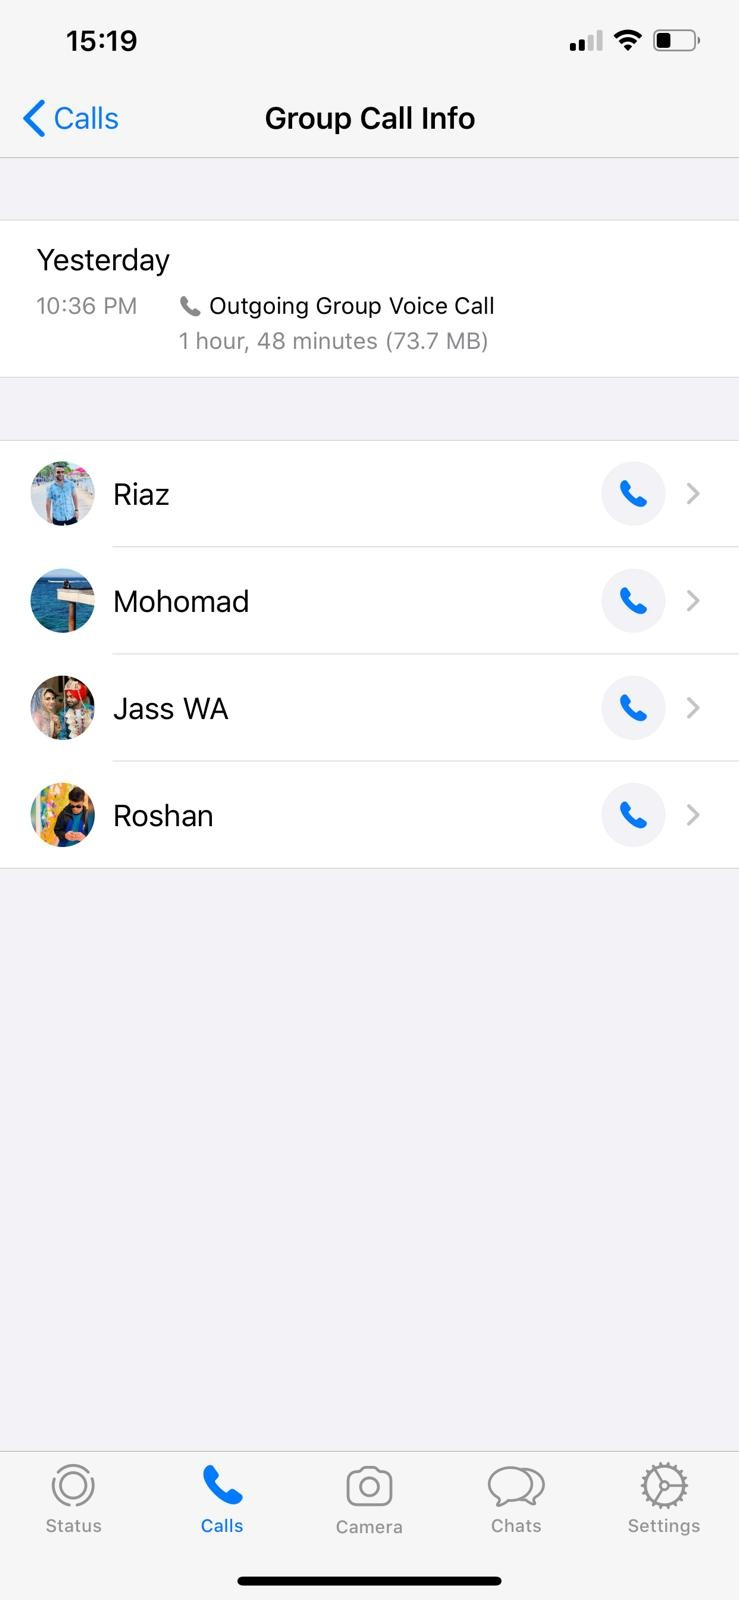 15:19
Calls
Group Call Info
Yesterday
10:36 PM Outgoing Group Voice Call
1 hour, 48 minutes (73.7 MB)
Riaz
Mohomad
Jass WA
Roshan
Status Calls Camera Chats Settings